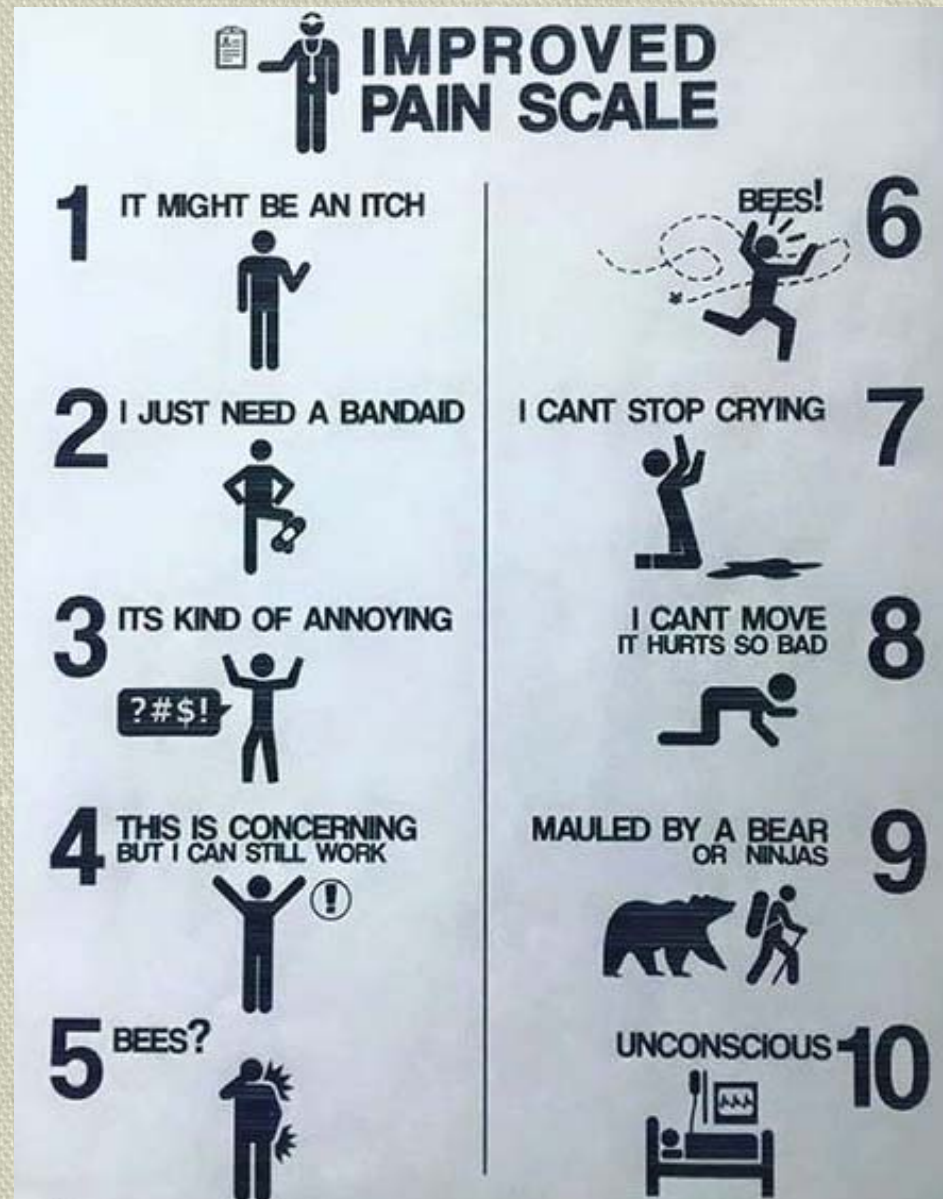 IMPROVED
PAIN SCALE
1 IT MIGHT BE AN ITCH
2 I JUST NEED A BANDAID
3 ITS KIND OF ANNOYING
?#$!
4 THIS IS CONCERNING
BUT I CAN STILL WORK
!
5 BEES?
BEES! 6
I CANT STOP CRYING 7
I CANT MOVE 8
IT HURTS SO BAD
MAULED BY A BEAR 9
OR NINJAS
UNCONSCIOUS 10